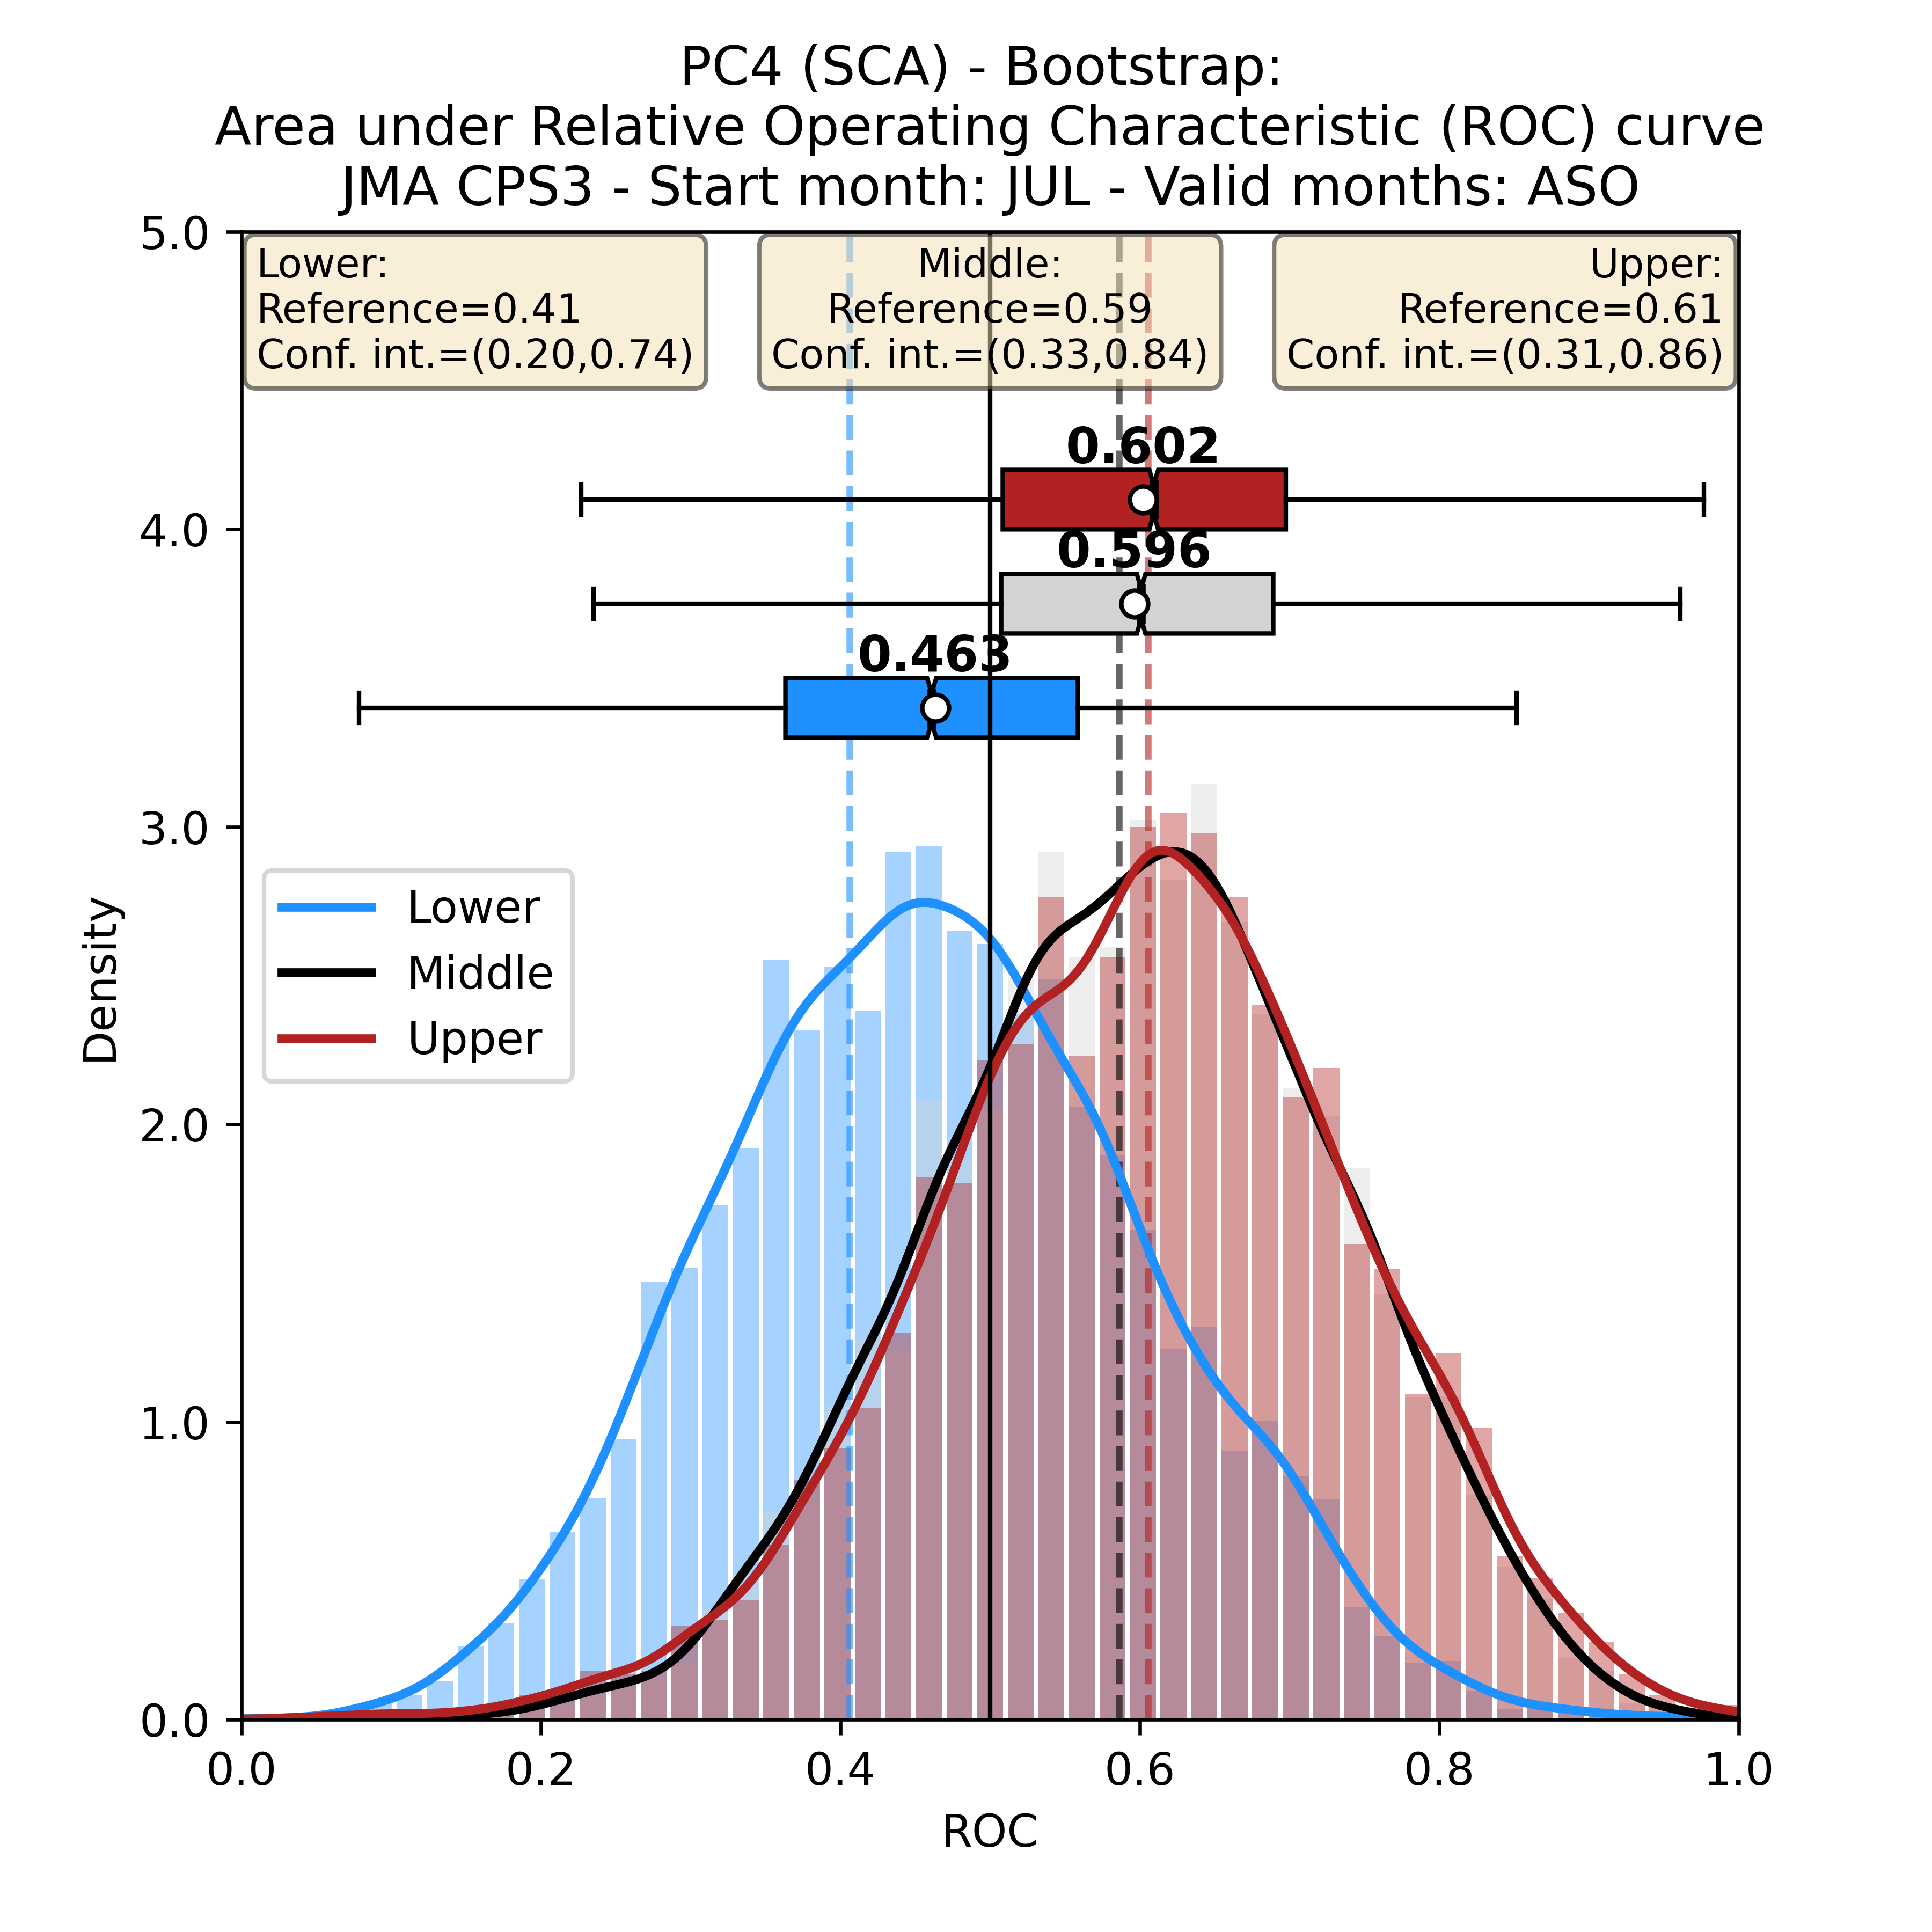 PC4 (SCA) - Bootstrap:
Area under Relative Operating Characteristic (ROC) curve
JMA CPS3 - Start month: JUL - Valid months: ASO
Lower:
Reference=0.41
Conf. int.=(0.20,0.74)
Middle:
Reference=0.59
Conf. int.=(0.33,0.84)
Upper:
Reference=0.61
Conf. int.=(0.31,0.86)
0.602
0.596
0.463
Lower
Middle
Upper
Density
5.0
4.0
3.0
2.0
1.0
0.0
0.0
0.2
0.4
0.6
0.8
1.0
ROC